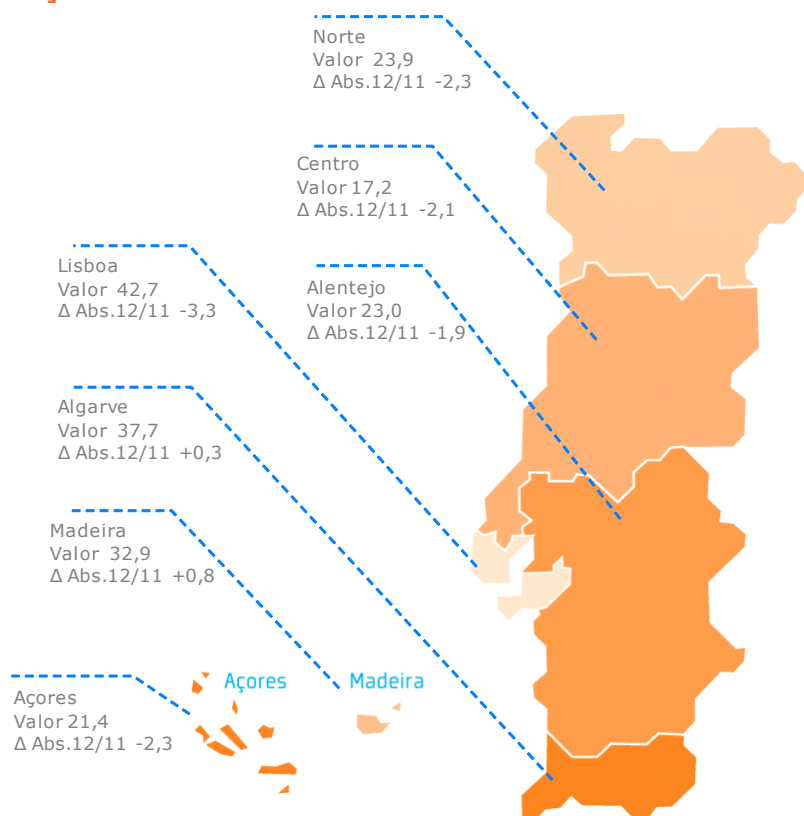 Norte
Valor 23,9
Δ Abs.12/11 -2,3
Centro
Valor 17,2
Δ Abs.12/11 -2,1
Lisboa
Valor 42,7
Δ Abs.12/11 -3,3
Alentejo
Valor 23,0
Δ Abs.12/11 -1,9
Algarve
Valor 37,7
Δ Abs.12/11 +0,3
Madeira
Valor 32,9
Δ Abs.12/11 +0,8
Açores
Madeira
Açores
Valor 21,4
Δ Abs.12/11 -2,3